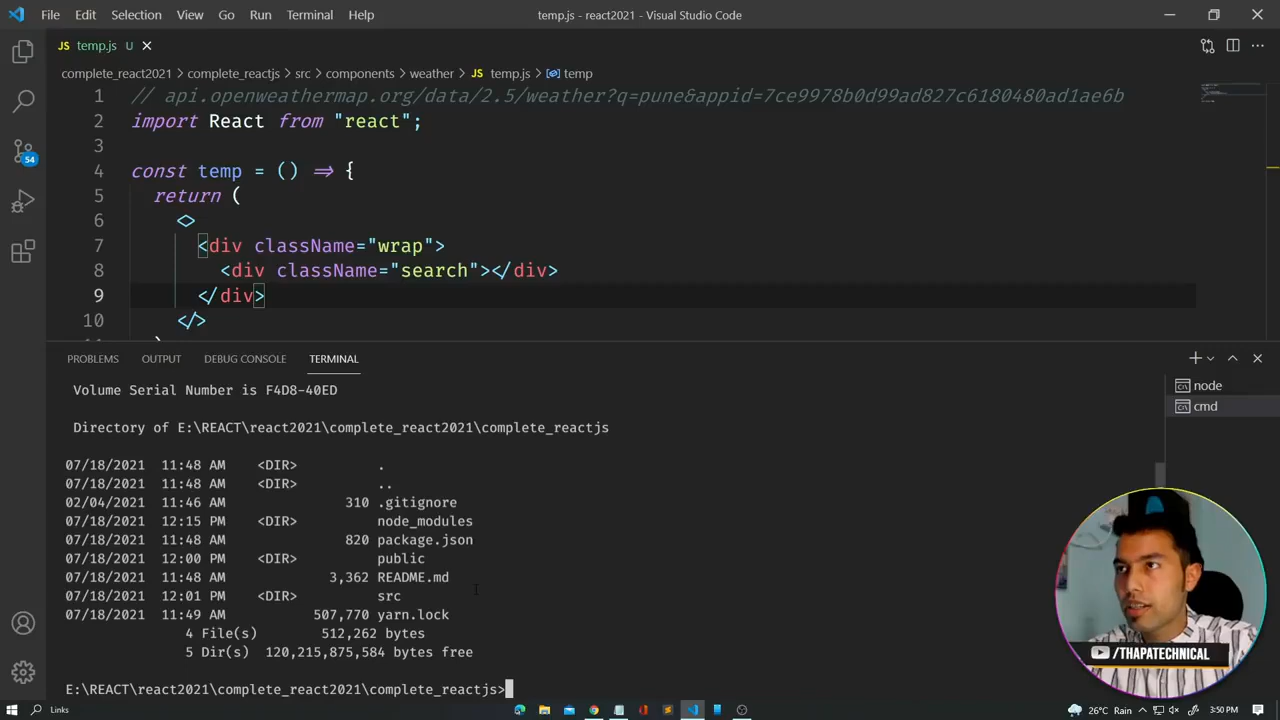 File Edit Selection View Go Run Terminal Help temp.js - react2021 - Visual Studio Code
JS temp.js U
complete_react2021 > complete_reactjs > src > components > weather > JS temp.js > temp
1 // api.openweathermap.org/data/2.5/weather?q=pune&appid=7ce9978b0d99ad827c6180480ad1ae6b
2 import React from "react";
3
4 const temp = () => {
5 return (
6 <>
7 <div className="wrap">
8 <div className="search"></div>
9 </div>
10 </>
54
PROBLEMS OUTPUT DEBUG CONSOLE TERMINAL
node
cmd
Volume Serial Number is F4D8-40ED
Directory of E:\REACT\react2021\complete_react2021\complete_reactjs
07/18/2021 11:48 AM <DIR> .
07/18/2021 11:48 AM <DIR> ..
02/04/2021 11:46 AM 310 .gitignore
07/18/2021 12:15 PM <DIR> node_modules
07/18/2021 11:48 AM 820 package.json
07/18/2021 12:00 PM <DIR> public
07/18/2021 11:48 AM 3,362 README.md
07/18/2021 12:01 PM <DIR> src
07/18/2021 11:49 AM 507,770 yarn.lock
4 File(s) 512,262 bytes
5 Dir(s) 120,215,875,584 bytes free
E:\REACT\react2021\complete_react2021\complete_reactjs>
/THAPATECHNICAL
Links 26°C Rain 3:50 PM